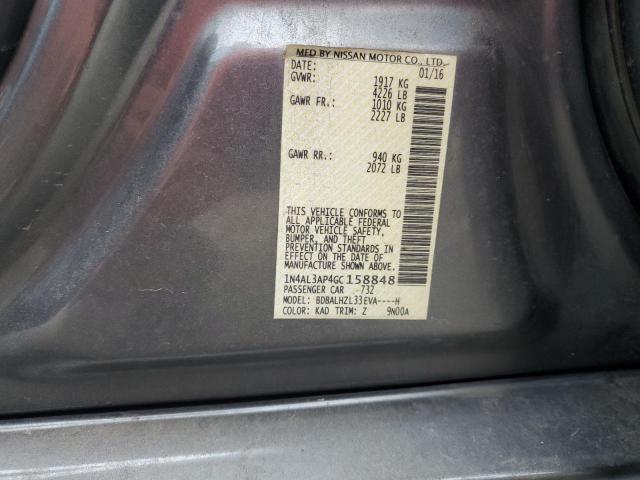 MFD BY NISSAN MOTOR CO., LTD.
DATE: 01/16
GVWR: 1917 KG
4226 LB
GAWR FR.: 1010 KG
2227 LB
GAWR RR.: 940 KG
2072 LB
THIS VEHICLE CONFORMS TO
ALL APPLICABLE FEDERAL
MOTOR VEHICLE SAFETY,
BUMPER, AND THEFT
PREVENTION STANDARDS IN
EFFECT ON THE DATE OF
MANUFACTURE SHOWN ABOVE.
1N4AL3AP4GC158848
PASSENGER CAR -732
MODEL: BDBALHZL33EVA----H
COLOR: KAD TRIM: Z 9N00A